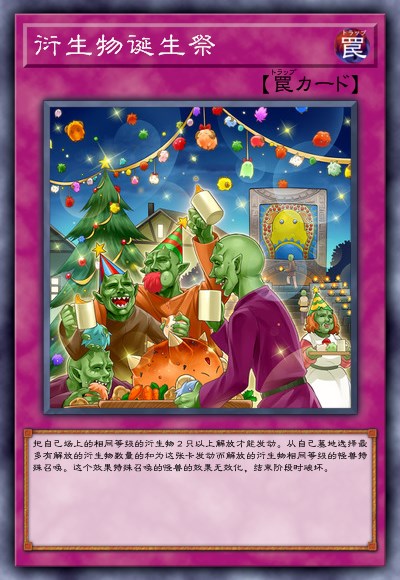 衍生物诞生祭
罠
トラップ
【罠カード】
トラップ
把自己场上的相同等级的衍生物2只以上解放才能发动。从自己墓地选择最
多有解放的衍生物数量的和为这张卡发动而解放的衍生物相同等级的怪兽特
殊召唤。这个效果特殊召唤的怪兽的效果无效化，结束阶段时破坏。